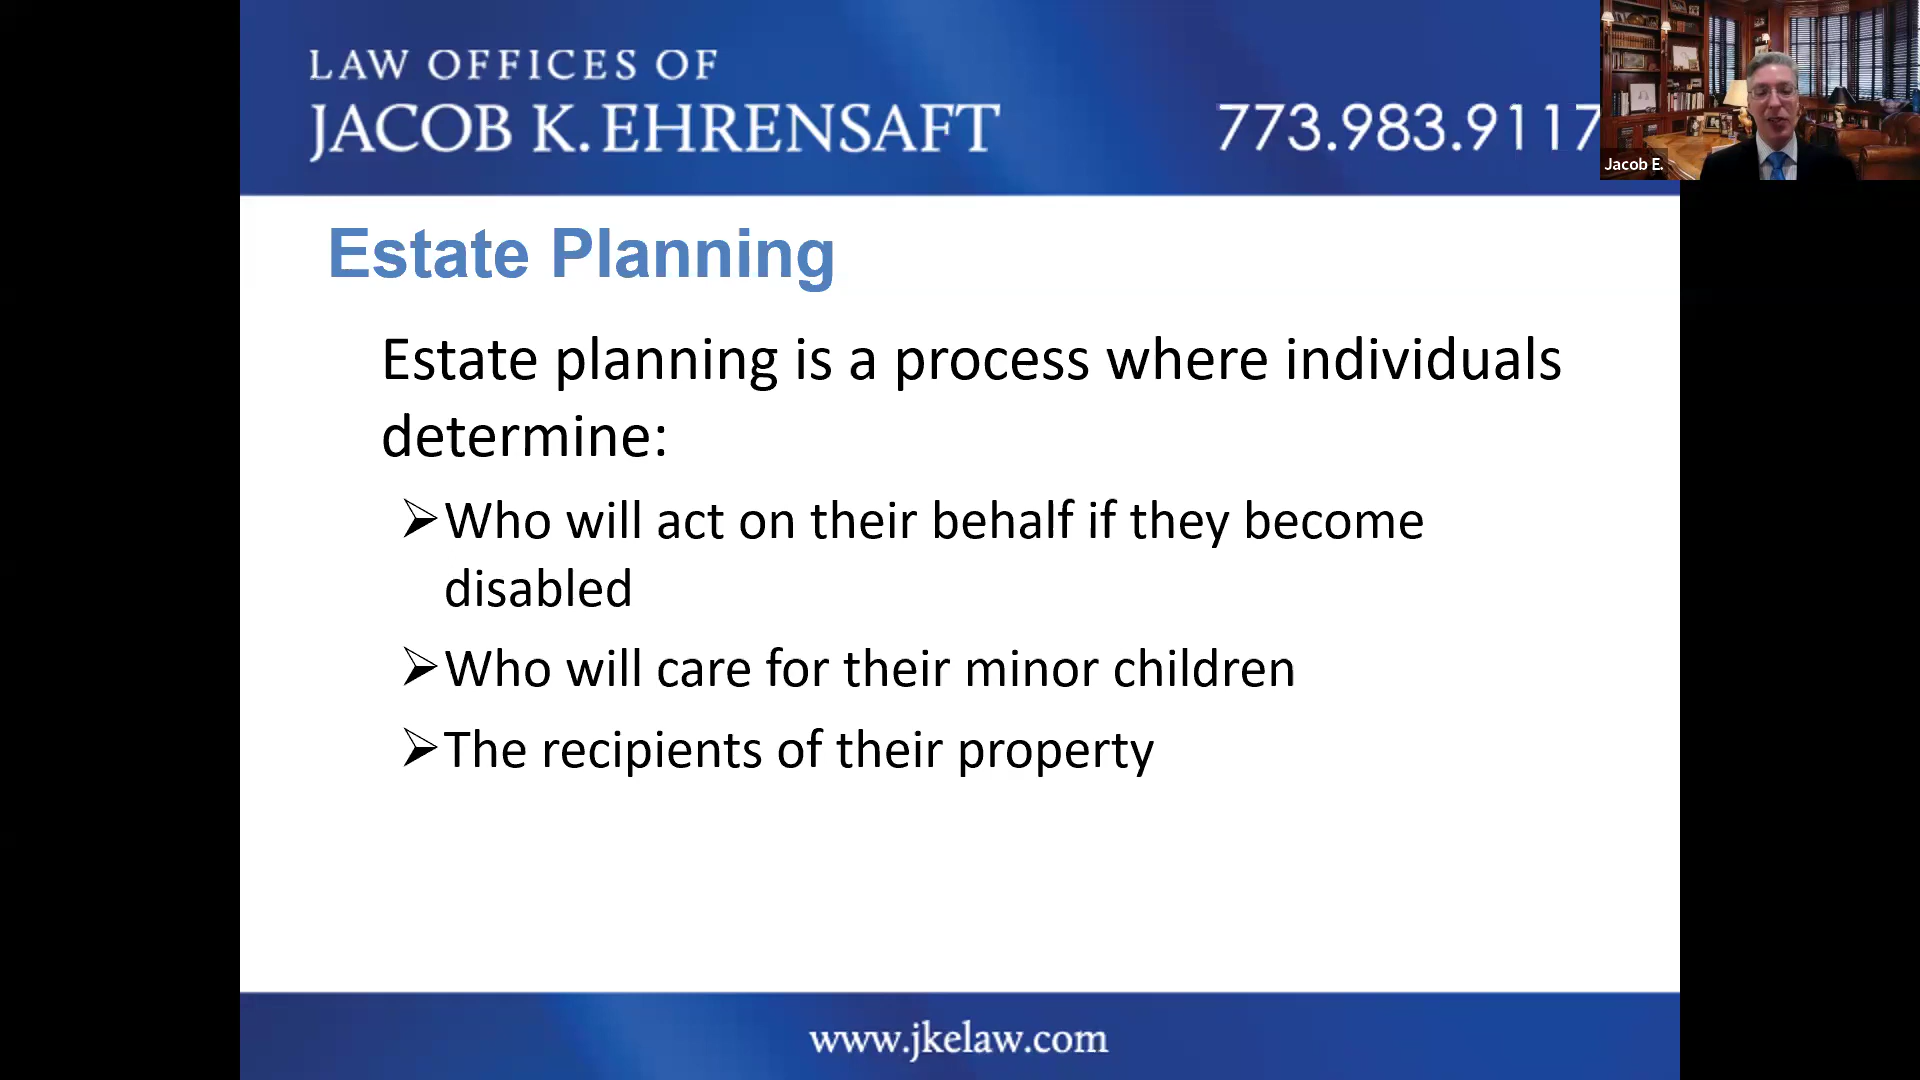 LAW OFFICES OF
JACOB K. EHRENSAFT
773.983.9117
Jacob E.
Estate Planning
Estate planning is a process where individuals
determine:
➢Who will act on their behalf if they become
disabled
➢Who will care for their minor children
➢The recipients of their property
www.jkelaw.com